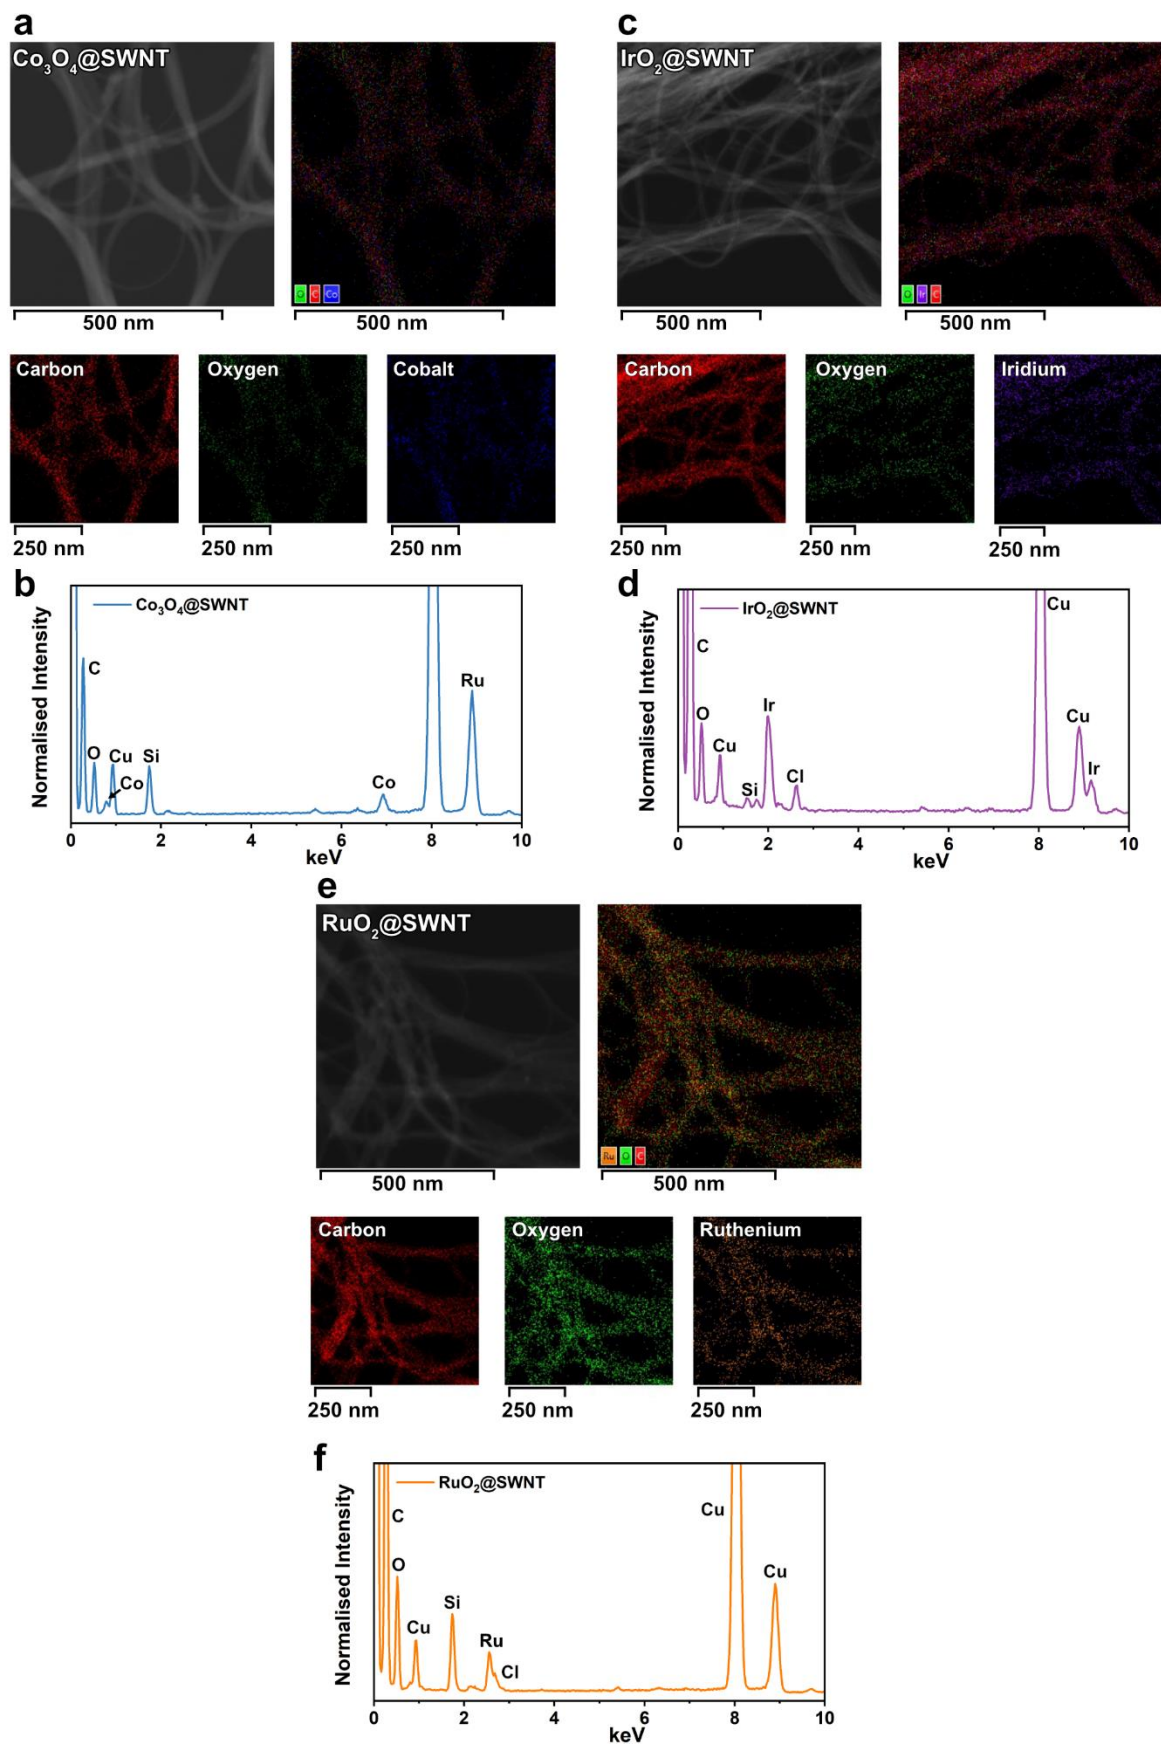 a
Co₃O₄@SWNT
O C Co
500 nm
500 nm
Carbon
Oxygen
Cobalt
250 nm
250 nm
250 nm
c
IrO₂@SWNT
O Ir C
500 nm
500 nm
Carbon
Oxygen
Iridium
250 nm
250 nm
250 nm
b
Normalised Intensity
Co₃O₄@SWNT
C
O
Cu
Co
Si
Co
Ru
0 2 4 6 8 10
keV
d
Normalised Intensity
IrO₂@SWNT
C
O
Cu
Si
Ir
Cl
Cu
Cu
Ir
0 2 4 6 8 10
keV
e
RuO₂@SWNT
Ru O C
500 nm
500 nm
Carbon
Oxygen
Ruthenium
250 nm
250 nm
250 nm
f
Normalised Intensity
RuO₂@SWNT
C
O
Cu
Si
Ru
Cl
Cu
Cu
0 2 4 6 8 10
keV